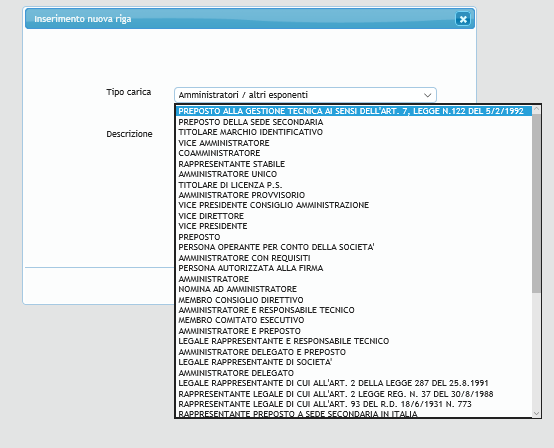 Inserimento nuova riga
Tipo carica
Amministratori / altri esponenti
Descrizione
PREPOSTO ALLA GESTIONE TECNICA AI SENSI DELL'ART. 7, LEGGE N.122 DEL 5/2/1992
PREPOSTO DELLA SEDE SECONDARIA
TITOLARE MARCHIO IDENTIFICATIVO
VICE AMMINISTRATORE
COAMMINISTRATORE
RAPPRESENTANTE STABILE
AMMINISTRATORE UNICO
TITOLARE DI LICENZA P.S.
AMMINISTRATORE PROVVISORIO
VICE PRESIDENTE CONSIGLIO AMMINISTRAZIONE
VICE DIRETTORE
VICE PRESIDENTE
PREPOSTO
PERSONA OPERANTE PER CONTO DELLA SOCIETA'
AMMINISTRATORE CON REQUISITI
PERSONA AUTORIZZATA ALLA FIRMA
AMMINISTRATORE
NOMINA AD AMMINISTRATORE
MEMBRO CONSIGLIO DIRETTIVO
AMMINISTRATORE E RESPONSABILE TECNICO
MEMBRO COMITATO ESECUTIVO
AMMINISTRATORE E PREPOSTO
LEGALE RAPPRESENTANTE E RESPONSABILE TECNICO
AMMINISTRATORE DELEGATO E PREPOSTO
LEGALE RAPPRESENTANTE DI SOCIETA'
AMMINISTRATORE DELEGATO
LEGALE RAPPRESENTANTE DI CUI ALL'ART. 2 DELLA LEGGE 287 DEL 25.8.1991
RAPPRESENTANTE LEGALE DI CUI ALL'ART. 2 LEGGE REG. N. 37 DEL 30/8/1988
RAPPRESENTANTE LEGALE DI CUI ALL'ART. 93 DEL R.D. 18/6/1931 N. 773
RAPPRESENTANTE PREPOSTO A SEDE SECONDARIA IN ITALIA